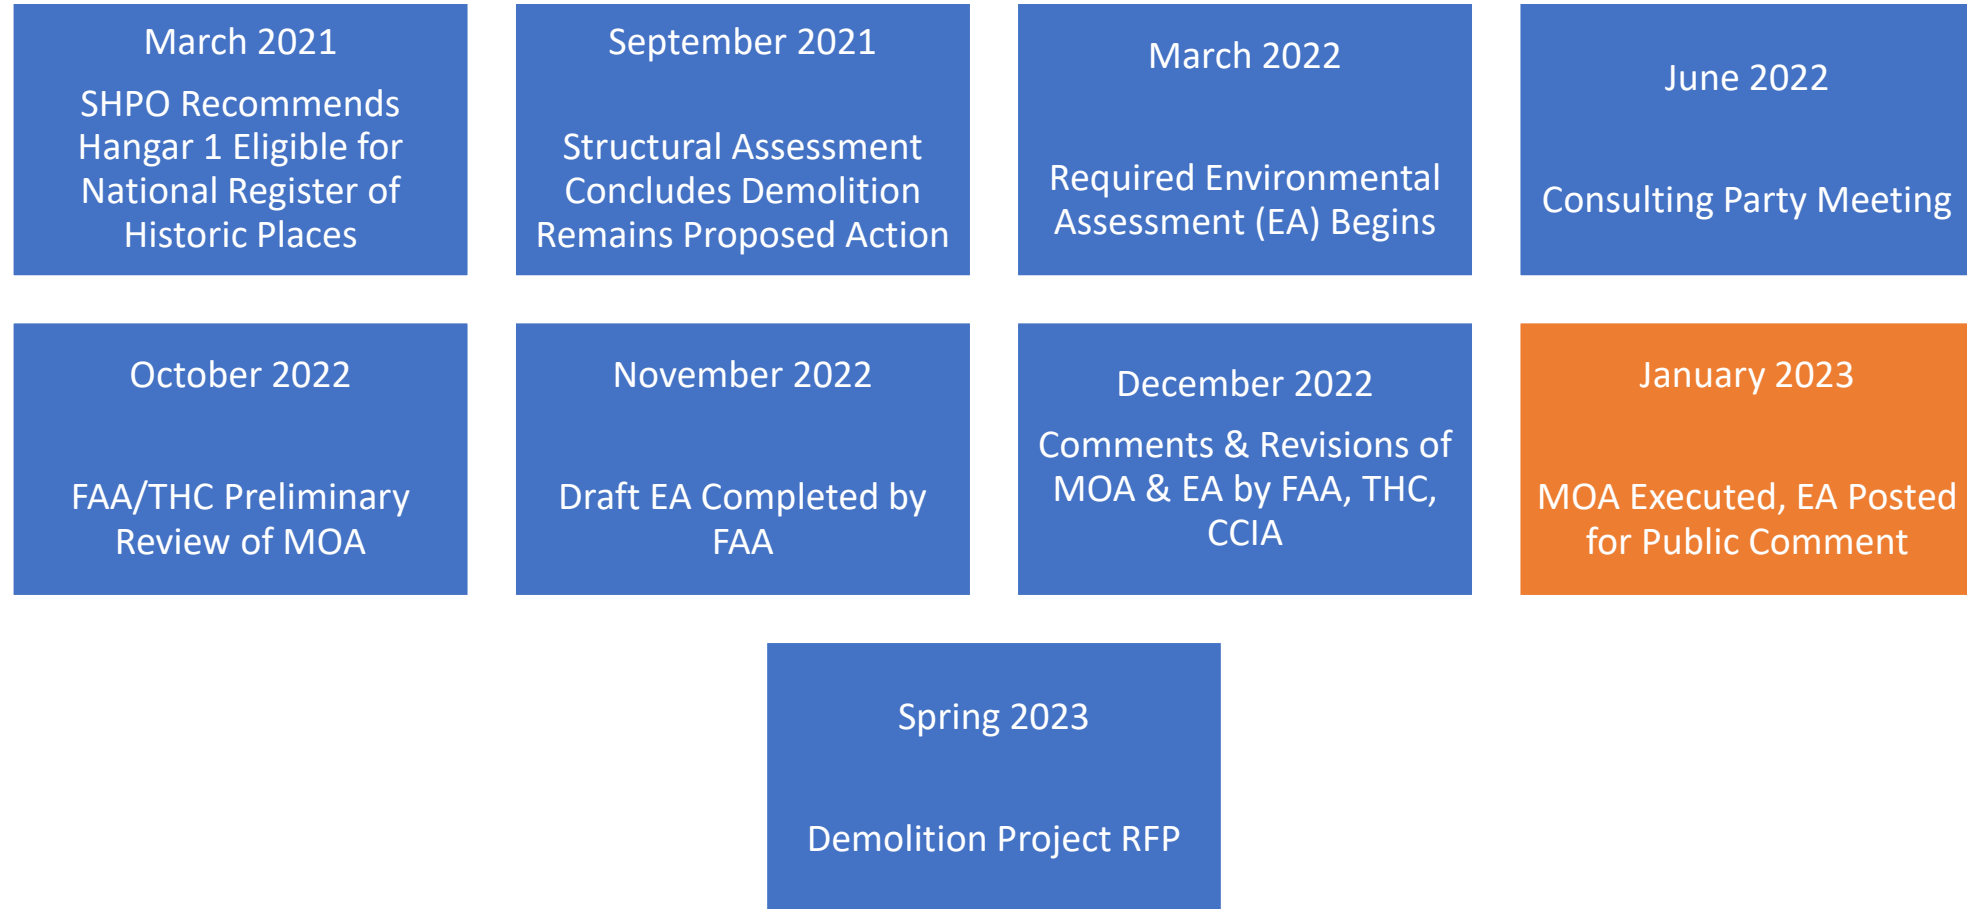 March 2021
SHPO Recommends
Hangar 1 Eligible for
National Register of
Historic Places
September 2021
Structural Assessment
Concludes Demolition
Remains Proposed Action
March 2022
Required Environmental
Assessment (EA) Begins
June 2022
Consulting Party Meeting
October 2022
FAA/THC Preliminary
Review of MOA
November 2022
Draft EA Completed by
FAA
December 2022
Comments & Revisions of
MOA & EA by FAA, THC,
CCIA
January 2023
MOA Executed, EA Posted
for Public Comment
Spring 2023
Demolition Project RFP